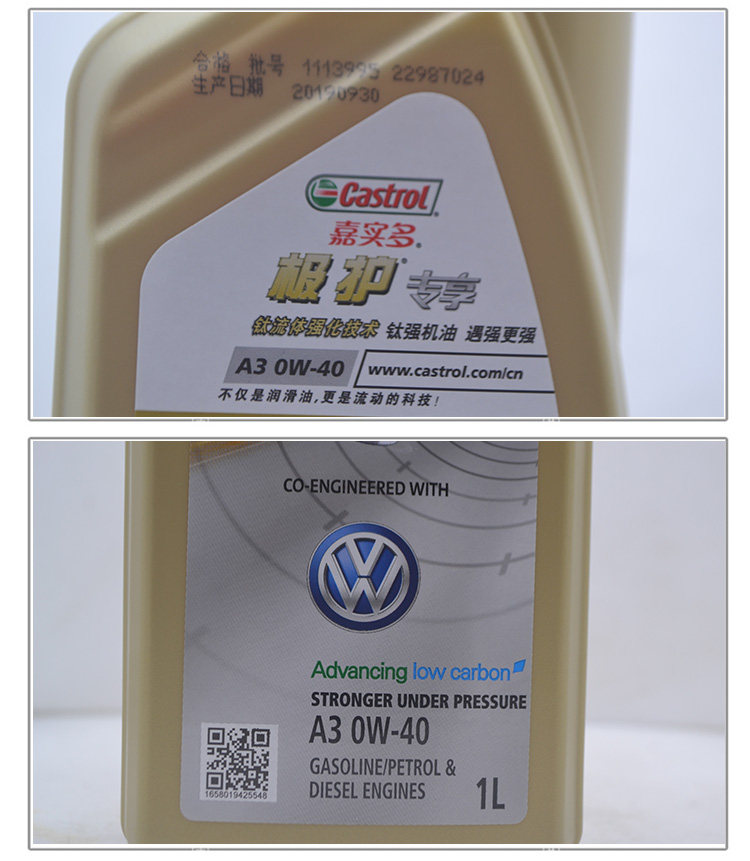 合格 批号 1113995 22987024
生产日期 20190930
Castrol
嘉实多®
极护® 专享
钛流体强化技术 钛强机油 遇强更强
A3 0W-40 www.castrol.com/cn
不仅是润滑油,更是流动的科技!
CO-ENGINEERED WITH
VW
Advancing low carbon
STRONGER UNDER PRESSURE
A3 0W-40
GASOLINE/PETROL &
DIESEL ENGINES
1L
1658019425548